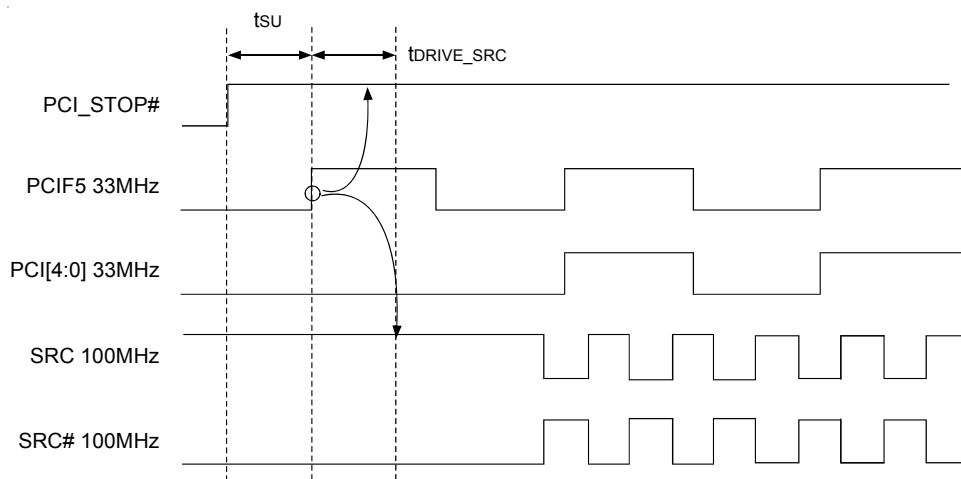 tSU
tDRIVE_SRC
PCI_STOP#
PCIF5 33MHz
PCI[4:0] 33MHz
SRC 100MHz
SRC# 100MHz